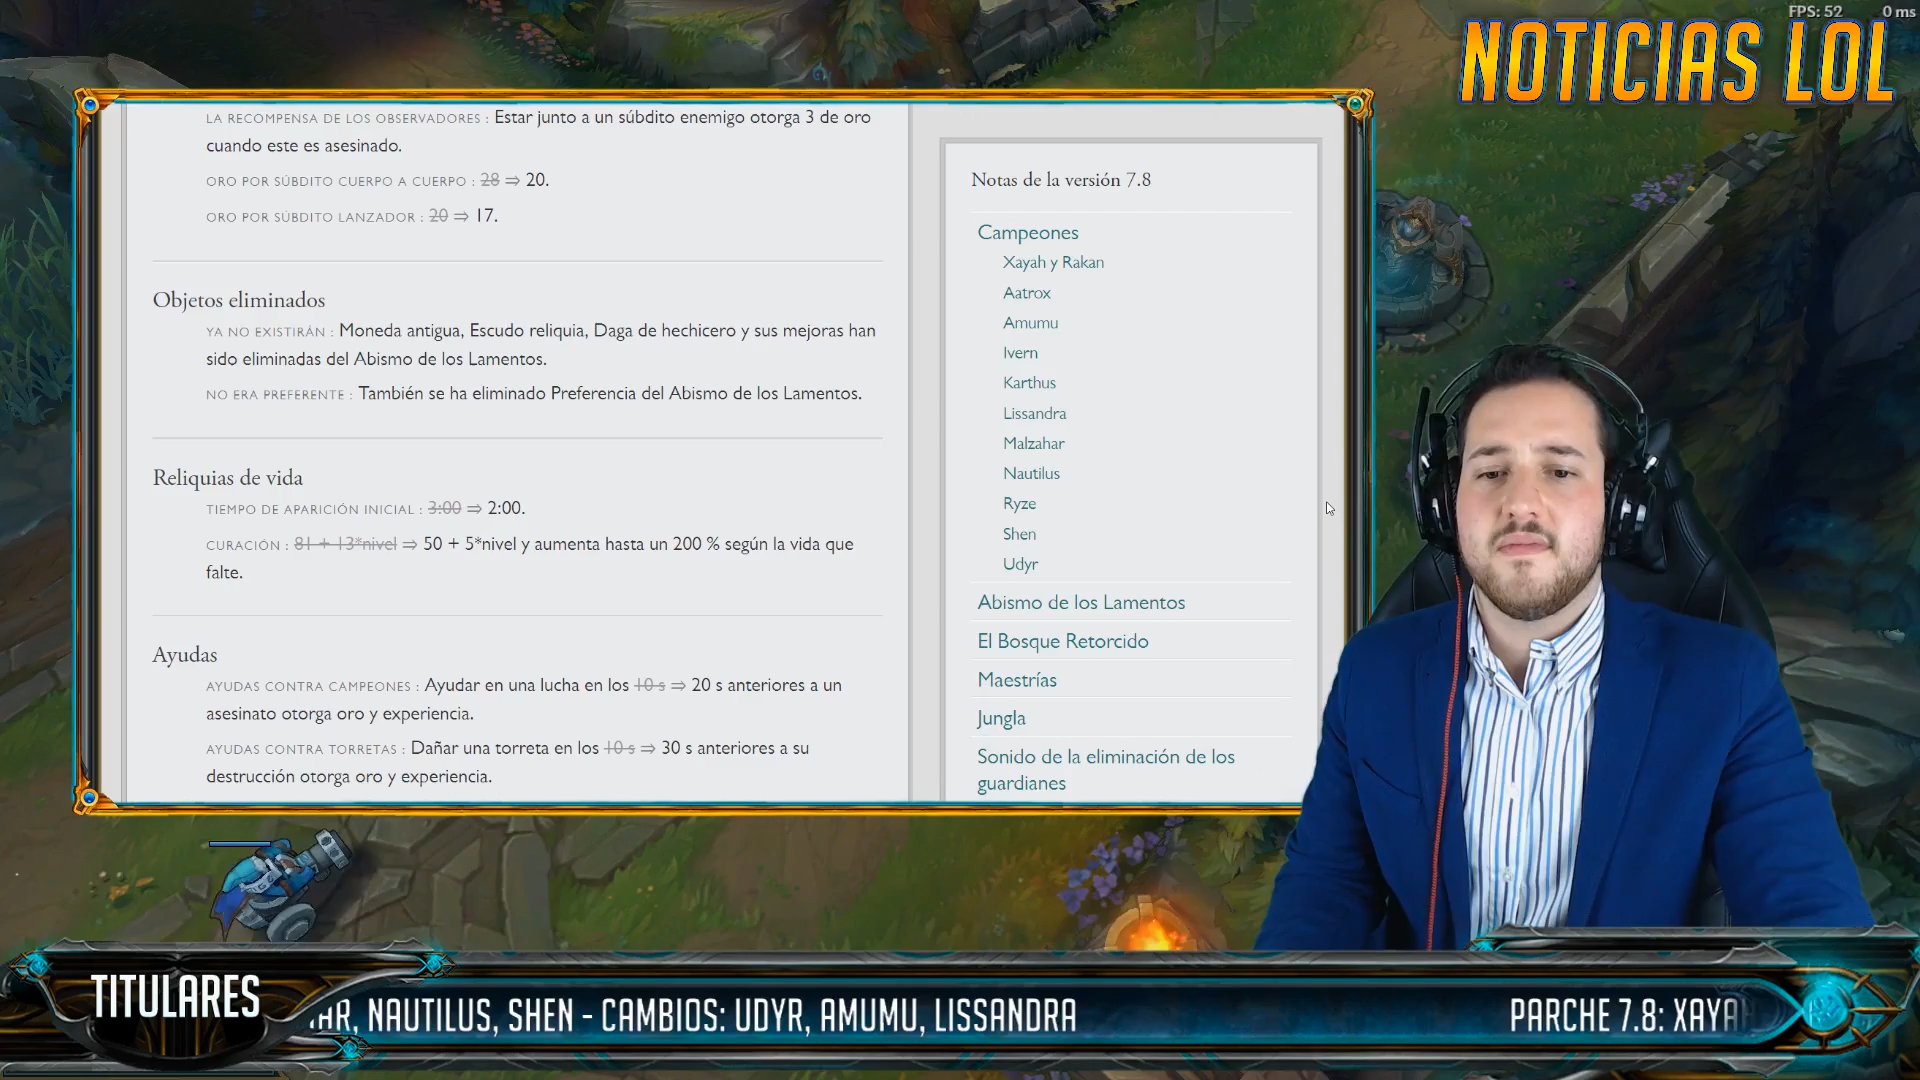 FPS: 52 0 ms
NOTICIAS LOL
LA RECOMPENSA DE LOS OBSERVADORES : Estar junto a un súbdito enemigo otorga 3 de oro
cuando este es asesinado.
ORO POR SÚBDITO CUERPO A CUERPO : 28 ⇒ 20.
ORO POR SÚBDITO LANZADOR : 20 ⇒ 17.
Objetos eliminados
YA NO EXISTIRÁN : Moneda antigua, Escudo reliquia, Daga de hechicero y sus mejoras han
sido eliminadas del Abismo de los Lamentos.
NO ERA PREFERENTE : También se ha eliminado Preferencia del Abismo de los Lamentos.
Reliquias de vida
TIEMPO DE APARICIÓN INICIAL : 3:00 ⇒ 2:00.
CURACIÓN : 81 + 13*nivel ⇒ 50 + 5*nivel y aumenta hasta un 200 % según la vida que
falte.
Ayudas
AYUDAS CONTRA CAMPEONES : Ayudar en una lucha en los 10 s ⇒ 20 s anteriores a un
asesinato otorga oro y experiencia.
AYUDAS CONTRA TORRETAS : Dañar una torreta en los 10 s ⇒ 30 s anteriores a su
destrucción otorga oro y experiencia.
Notas de la versión 7.8
Campeones
Xayah y Rakan
Aatrox
Amumu
Ivern
Karthus
Lissandra
Malzahar
Nautilus
Ryze
Shen
Udyr
Abismo de los Lamentos
El Bosque Retorcido
Maestrías
Jungla
Sonido de la eliminación de los
guardianes
TITULARES
HAR, NAUTILUS, SHEN - CAMBIOS: UDYR, AMUMU, LISSANDRA
PARCHE 7.8: XAYA